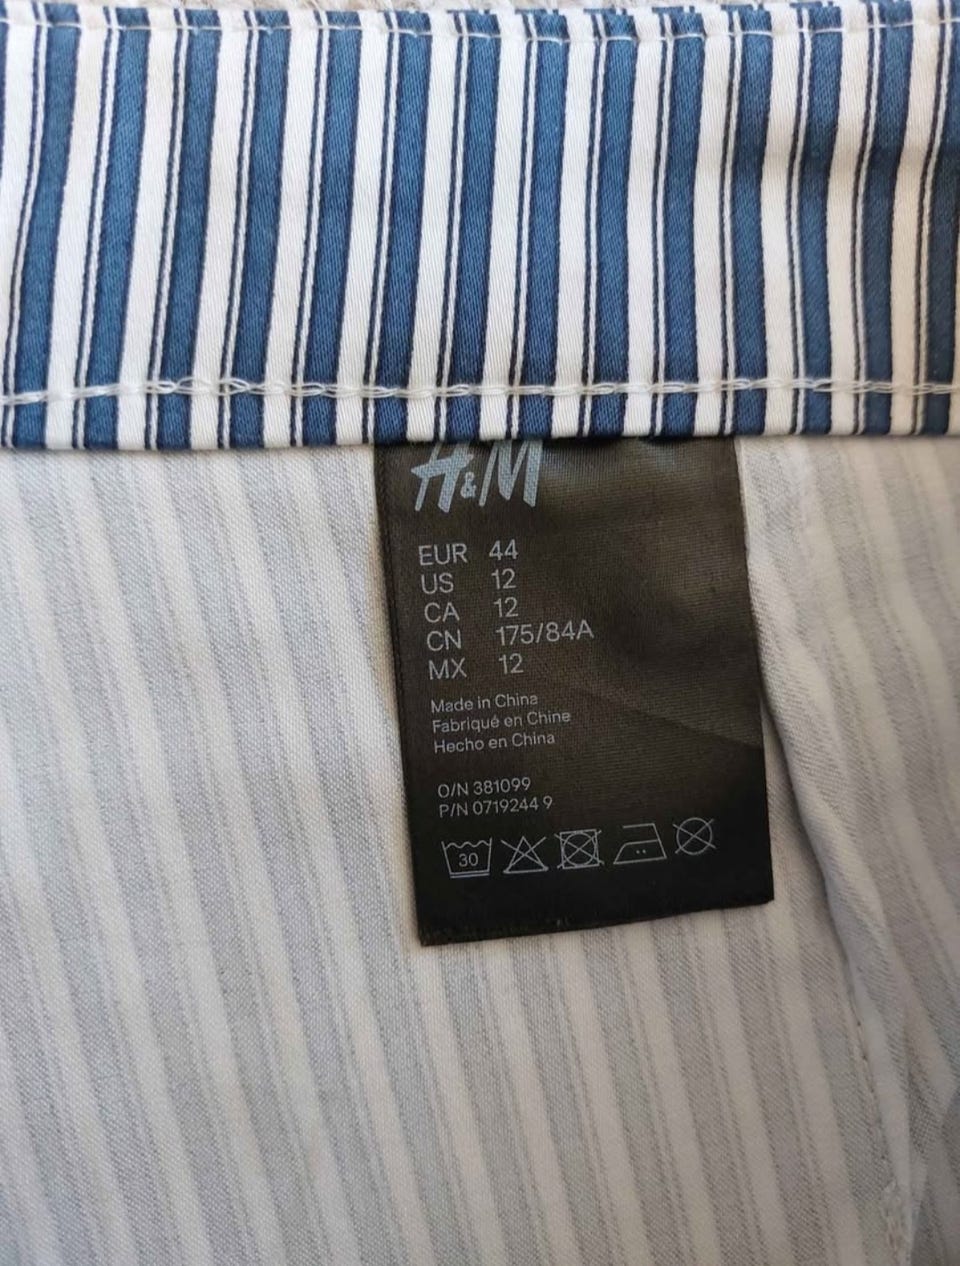 H&M
EUR 44
US 12
CA 12
CN 175/84A
MX 12
Made in China
Fabriqué en Chine
Hecho en China
O/N 381099
P/N 0719244 9
30